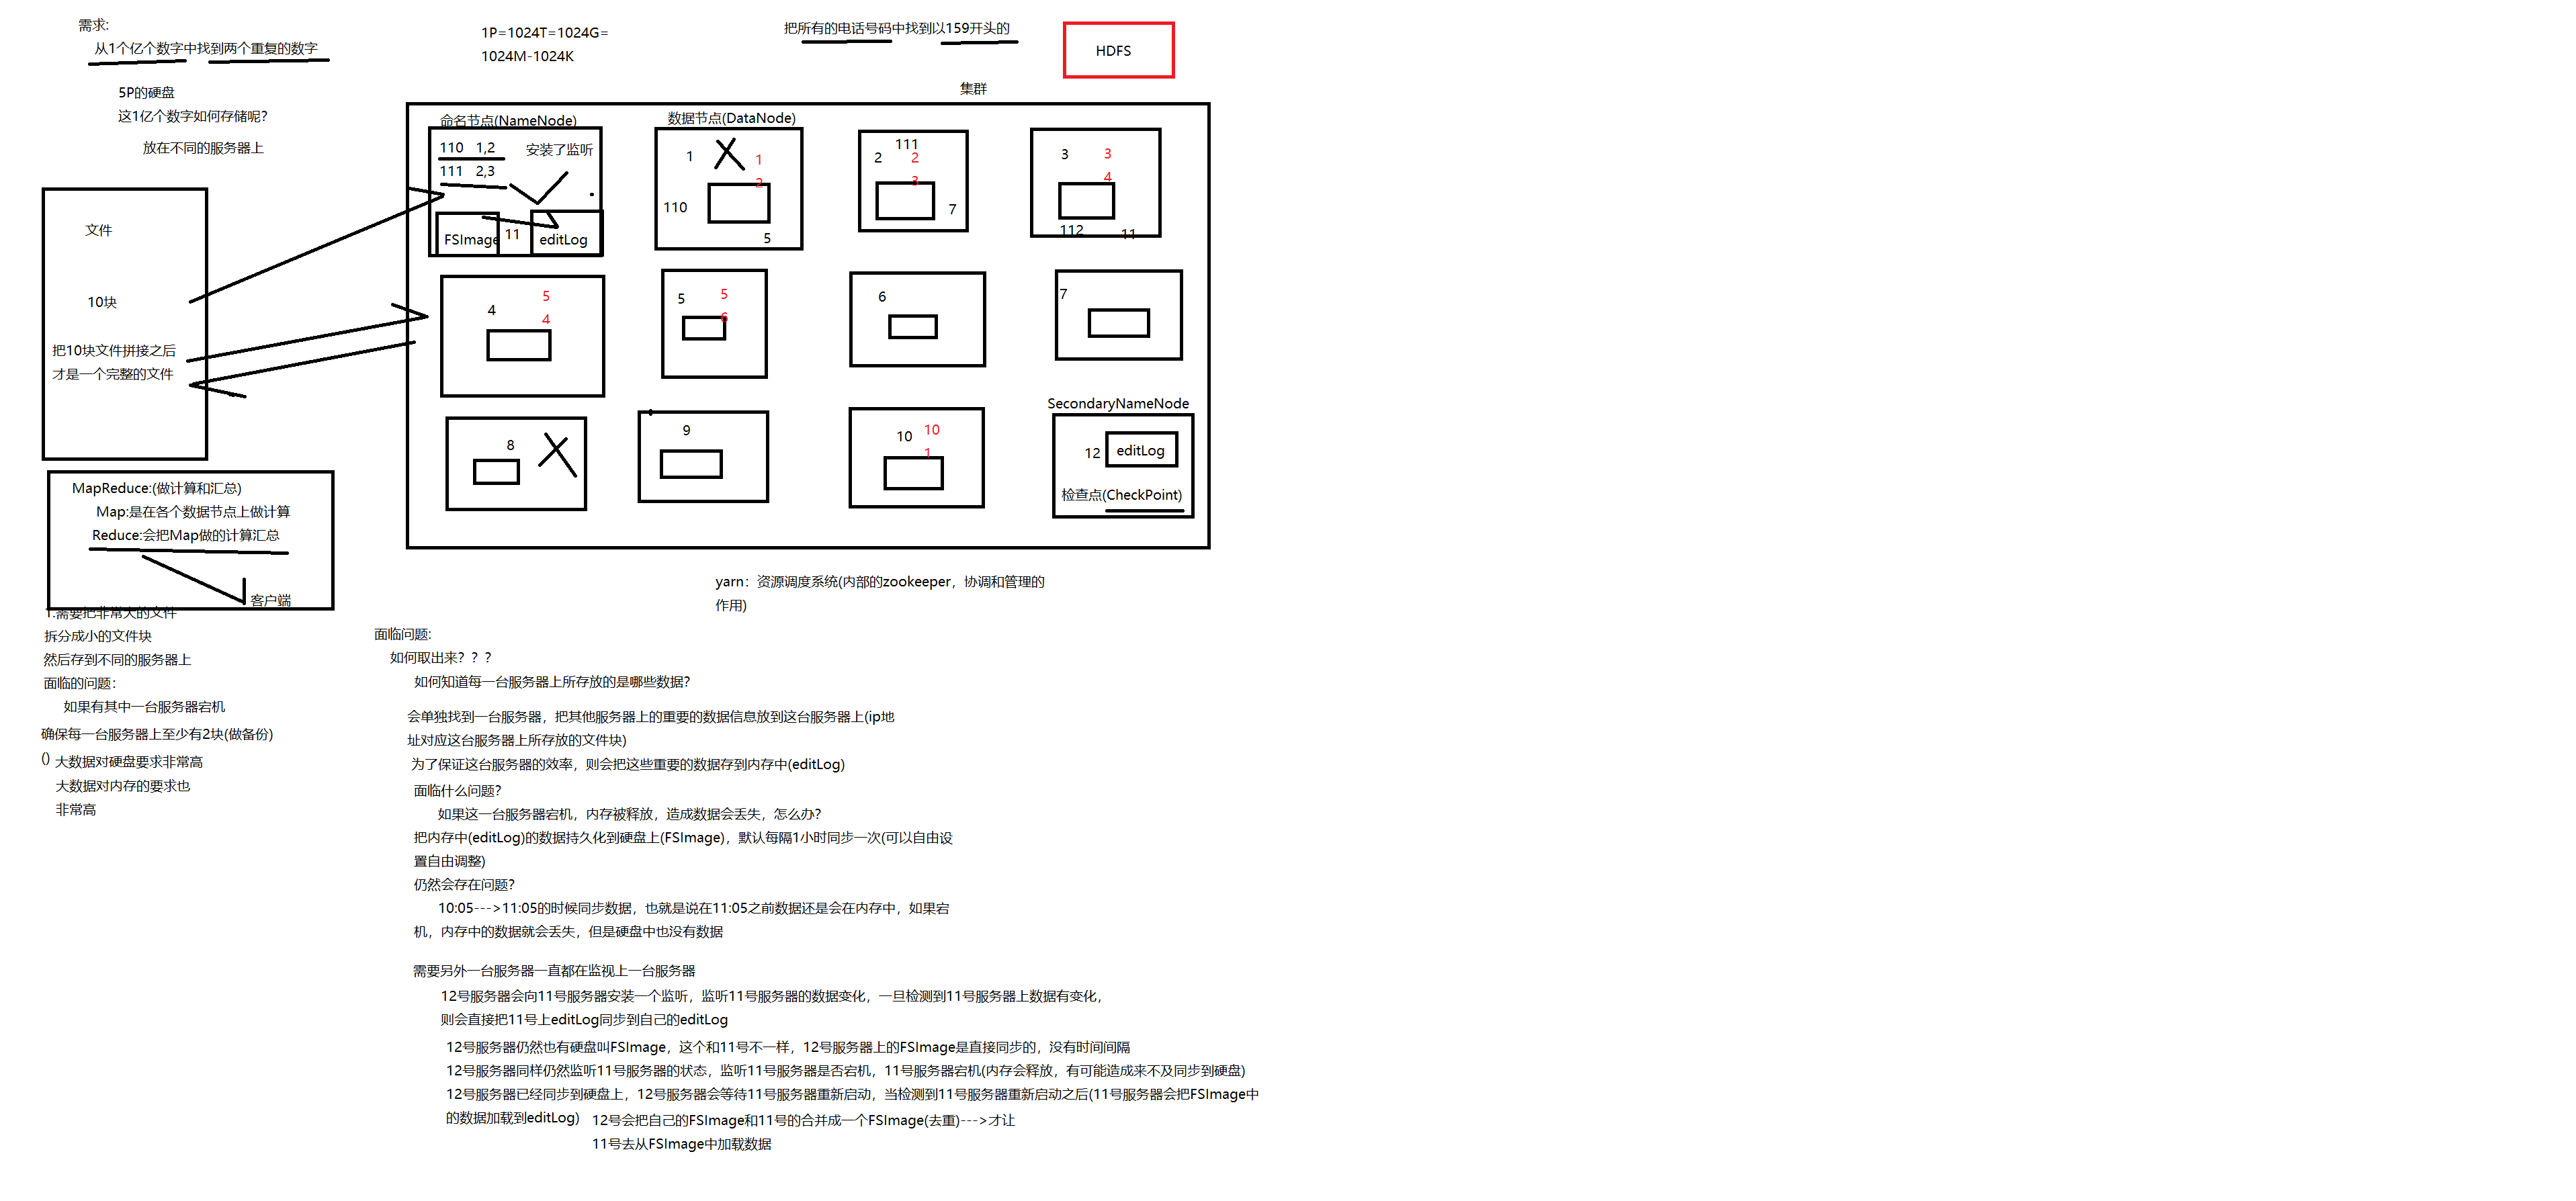 需求:
从1个亿个数字中找到两个重复的数字
5P的硬盘
这1亿个数字如何存储呢?
放在不同的服务器上
1P=1024T=1024G=
1024M-1024K
把所有的电话号码中找到以159开头的
HDFS
集群
文件
10块
把10块文件拼接之后
才是一个完整的文件
命名节点(NameNode)
110 1,2
安装了监听
111 2,3
FSImage
11
editLog
数据节点(DataNode)
1
1
2
110
5
111
2
2
3
7
3
3
4
112
11
4
5
4
5
5
6
6
7
8
9
10
10
1
SecondaryNameNode
12
editLog
检查点(CheckPoint)
MapReduce:(做计算和汇总)
Map:是在各个数据节点上做计算
Reduce:会把Map做的计算汇总
客户端
1.需要把非常大的文件
拆分成小的文件块
然后存到不同的服务器上
面临的问题:
如果有其中一台服务器宕机
确保每一台服务器上至少有2块(做备份)
()
大数据对硬盘要求非常高
大数据对内存的要求也
非常高
yarn：资源调度系统(内部的zookeeper，协调和管理的
作用)
面临问题:
如何取出来？？？
如何知道每一台服务器上所存放的是哪些数据?
会单独找到一台服务器，把其他服务器上的重要的数据信息放到这台服务器上(ip地
址对应这台服务器上所存放的文件块)
为了保证这台服务器的效率，则会把这些重要的数据存到内存中(editLog)
面临什么问题?
如果这一台服务器宕机，内存被释放，造成数据会丢失，怎么办?
把内存中(editLog)的数据持久化到硬盘上(FSImage)，默认每隔1小时同步一次(可以自由设
置自由调整)
仍然会存在问题?
10:05--->11:05的时候同步数据，也就是说在11:05之前数据还是会在内存中，如果宕
机，内存中的数据就会丢失，但是硬盘中也没有数据
需要另外一台服务器一直都在监视上一台服务器
12号服务器会向11号服务器安装一个监听，监听11号服务器的数据变化，一旦检测到11号服务器上数据有变化，
则会直接把11号上editLog同步到自己的editLog
12号服务器仍然也有硬盘叫FSImage，这个和11号不一样，12号服务器上的FSImage是直接同步的，没有时间间隔
12号服务器同样仍然监听11号服务器的状态，监听11号服务器是否宕机，11号服务器宕机(内存会释放，有可能造成来不及同步到硬盘)
12号服务器已经同步到硬盘上，12号服务器会等待11号服务器重新启动，当检测到11号服务器重新启动之后(11号服务器会把FSImage中
的数据加载到editLog)
12号会把自己的FSImage和11号的合并成一个FSImage(去重)--->才让
11号去从FSImage中加载数据